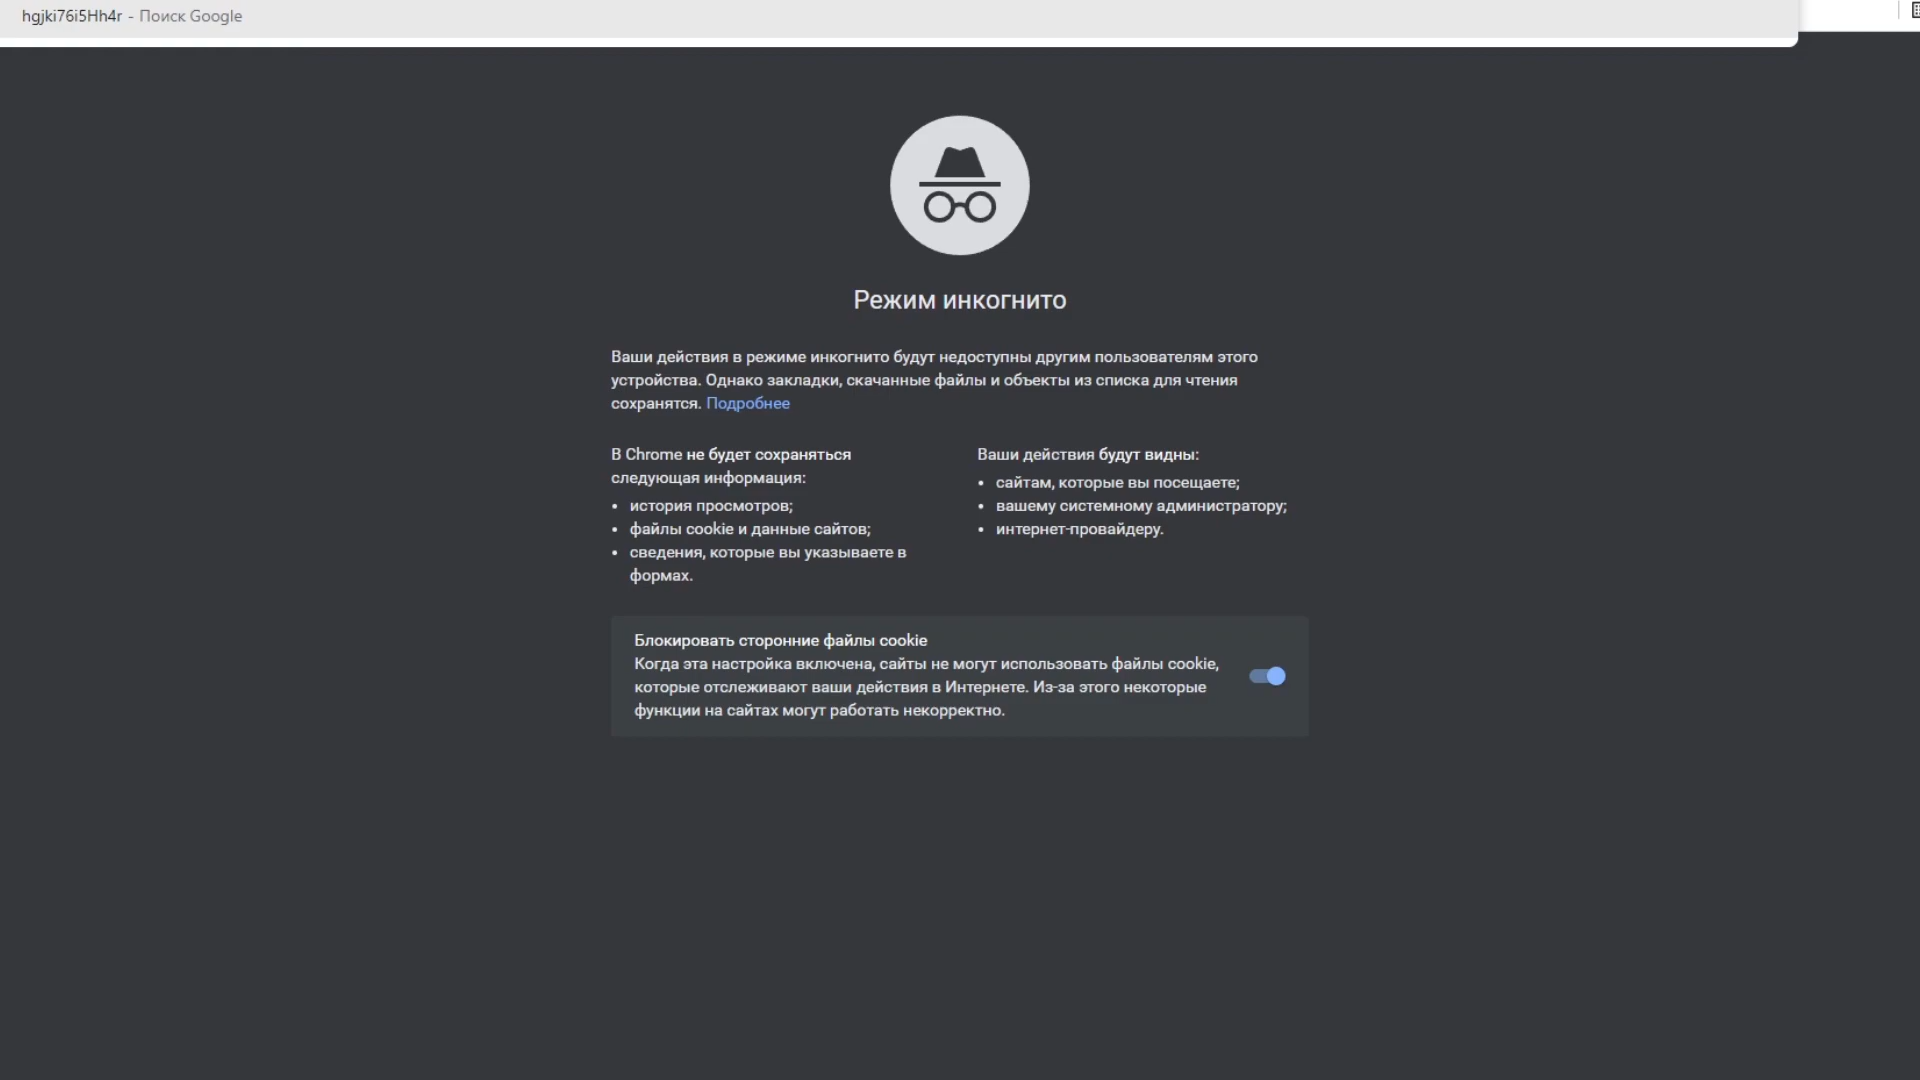 hgjki76i5Hh4r - Поиск Google
Режим инкогнито
Ваши действия в режиме инкогнито будут недоступны другим пользователям этого
устройства. Однако закладки, скачанные файлы и объекты из списка для чтения
сохранятся. Подробнее
В Chrome не будет сохраняться
следующая информация:
• история просмотров;
• файлы cookie и данные сайтов;
• сведения, которые вы указываете в
формах.
Ваши действия будут видны:
• сайтам, которые вы посещаете;
• вашему системному администратору;
• интернет-провайдеру.
Блокировать сторонние файлы cookie
Когда эта настройка включена, сайты не могут использовать файлы cookie,
которые отслеживают ваши действия в Интернете. Из-за этого некоторые
функции на сайтах могут работать некорректно.